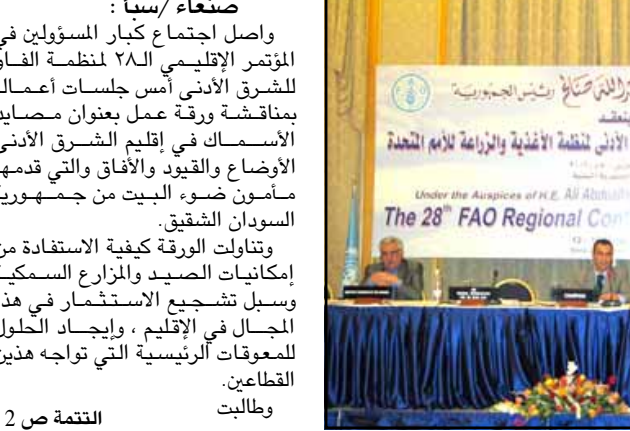 صنعاء /سبأ :
واصل اجتماع كبار المسؤولين في
المؤتمر الإقليمي الـ٢٨ لمنظمة الفاو
للشرق الأدنى أمس جلسات أعماله
بمناقشة ورقة عمل بعنوان مصايد
الأسماك في إقليم الشرق الأدنى
الأوضاع والقيود والأفاق والتي قدمها
مأمون ضوء البيت من جمهورية
السودان الشقيق.
وتناولت الورقة كيفية الاستفادة من
إمكانيات الصيد والمزارع السمكية
وسبل تشجيع الاستثمار في هذا
المجال في الإقليم ، وإيجاد الحلول
للمعوقات الرئيسية التي تواجه هذين
القطاعين.
وطالبت
التتمة ص 2
صالح رئيس الجمهورية
ينعقد
الأدنى لمنظمة الأغذية والزراعة للأمم المتحدة
Under the Auspices of H.E. Ali
The 28th FAO Regional Con